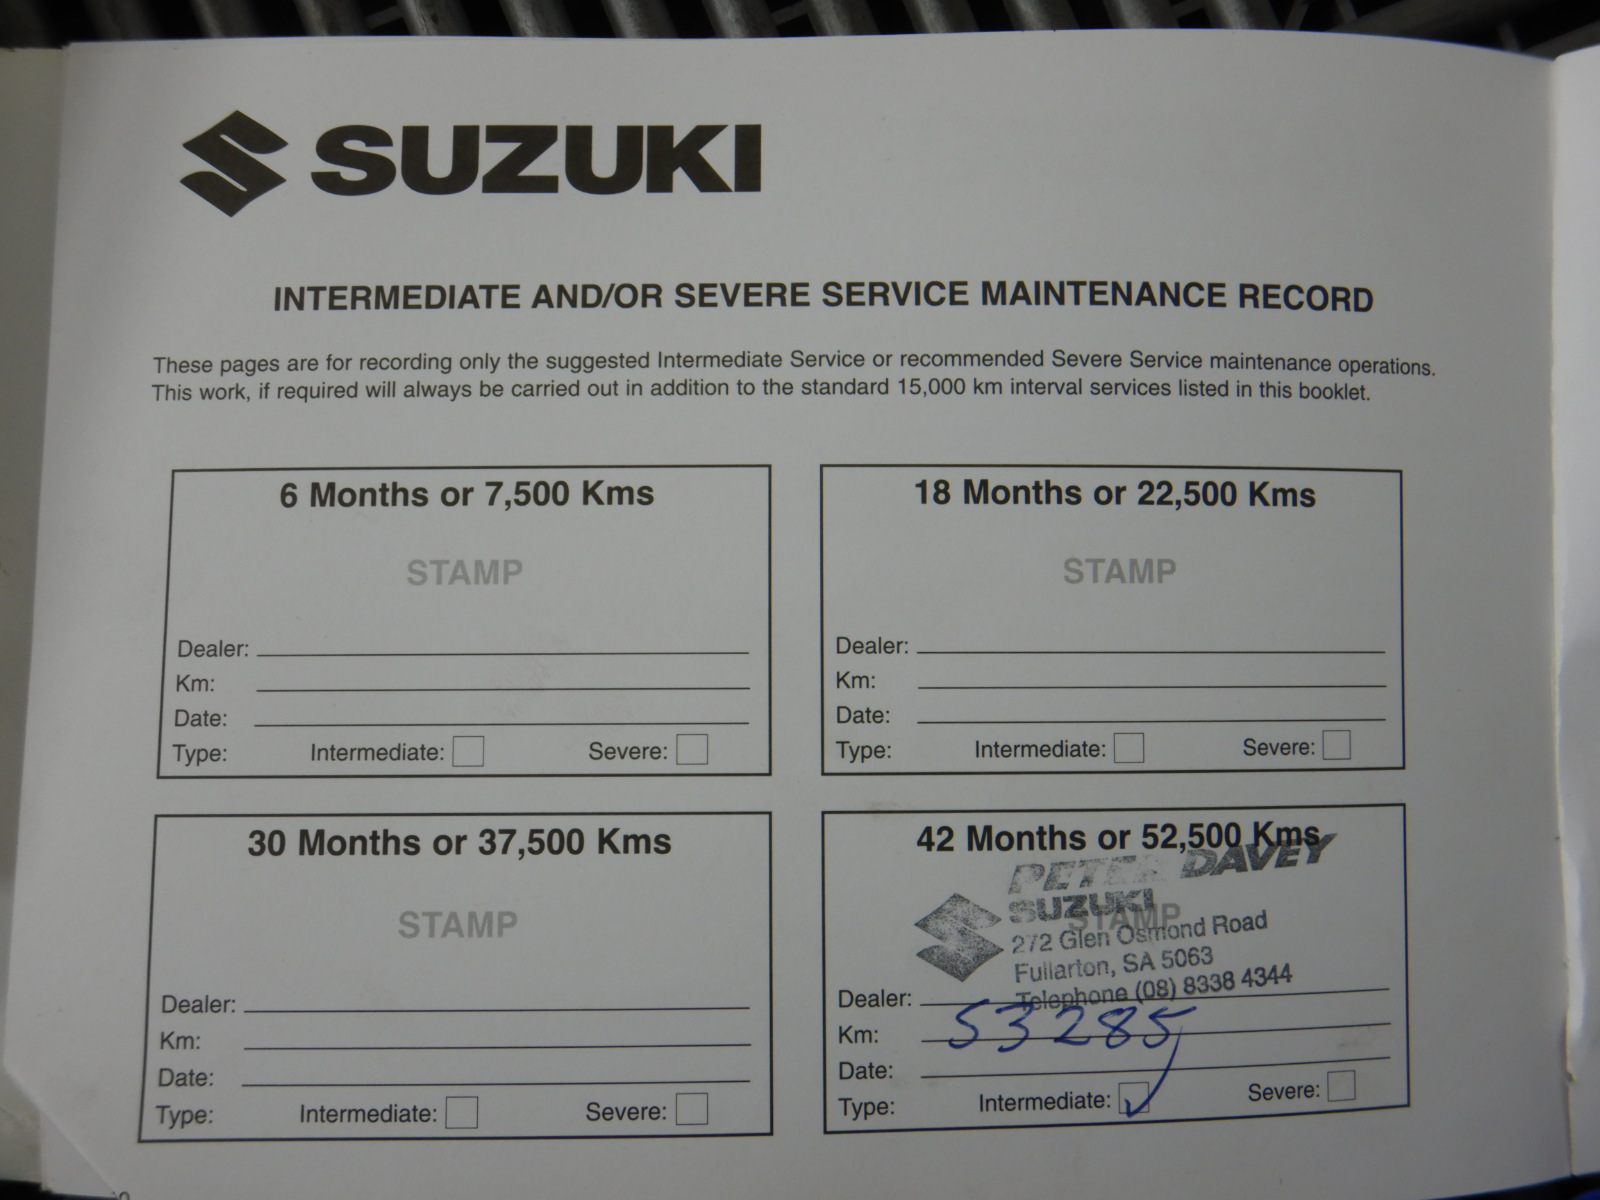 SUZUKI
INTERMEDIATE AND/OR SEVERE SERVICE MAINTENANCE RECORD
These pages are for recording only the suggested Intermediate Service or recommended Severe Service maintenance operations.
This work, if required will always be carried out in addition to the standard 15,000 km interval services listed in this booklet.
6 Months or 7,500 Kms
STAMP
Dealer:
Km:
Date:
Type: Intermediate: Severe:
18 Months or 22,500 Kms
STAMP
Dealer:
Km:
Date:
Type: Intermediate: Severe:
30 Months or 37,500 Kms
STAMP
Dealer:
Km:
Date:
Type: Intermediate: Severe:
42 Months or 52,500 Kms
PETER DAVEY
SUZUKI
STAMP
272 Glen Osmond Road
Fullarton, SA 5063
Telephone (08) 8338 4344
Dealer:
Km: 53285
Date:
Type: Intermediate: ✓ Severe: